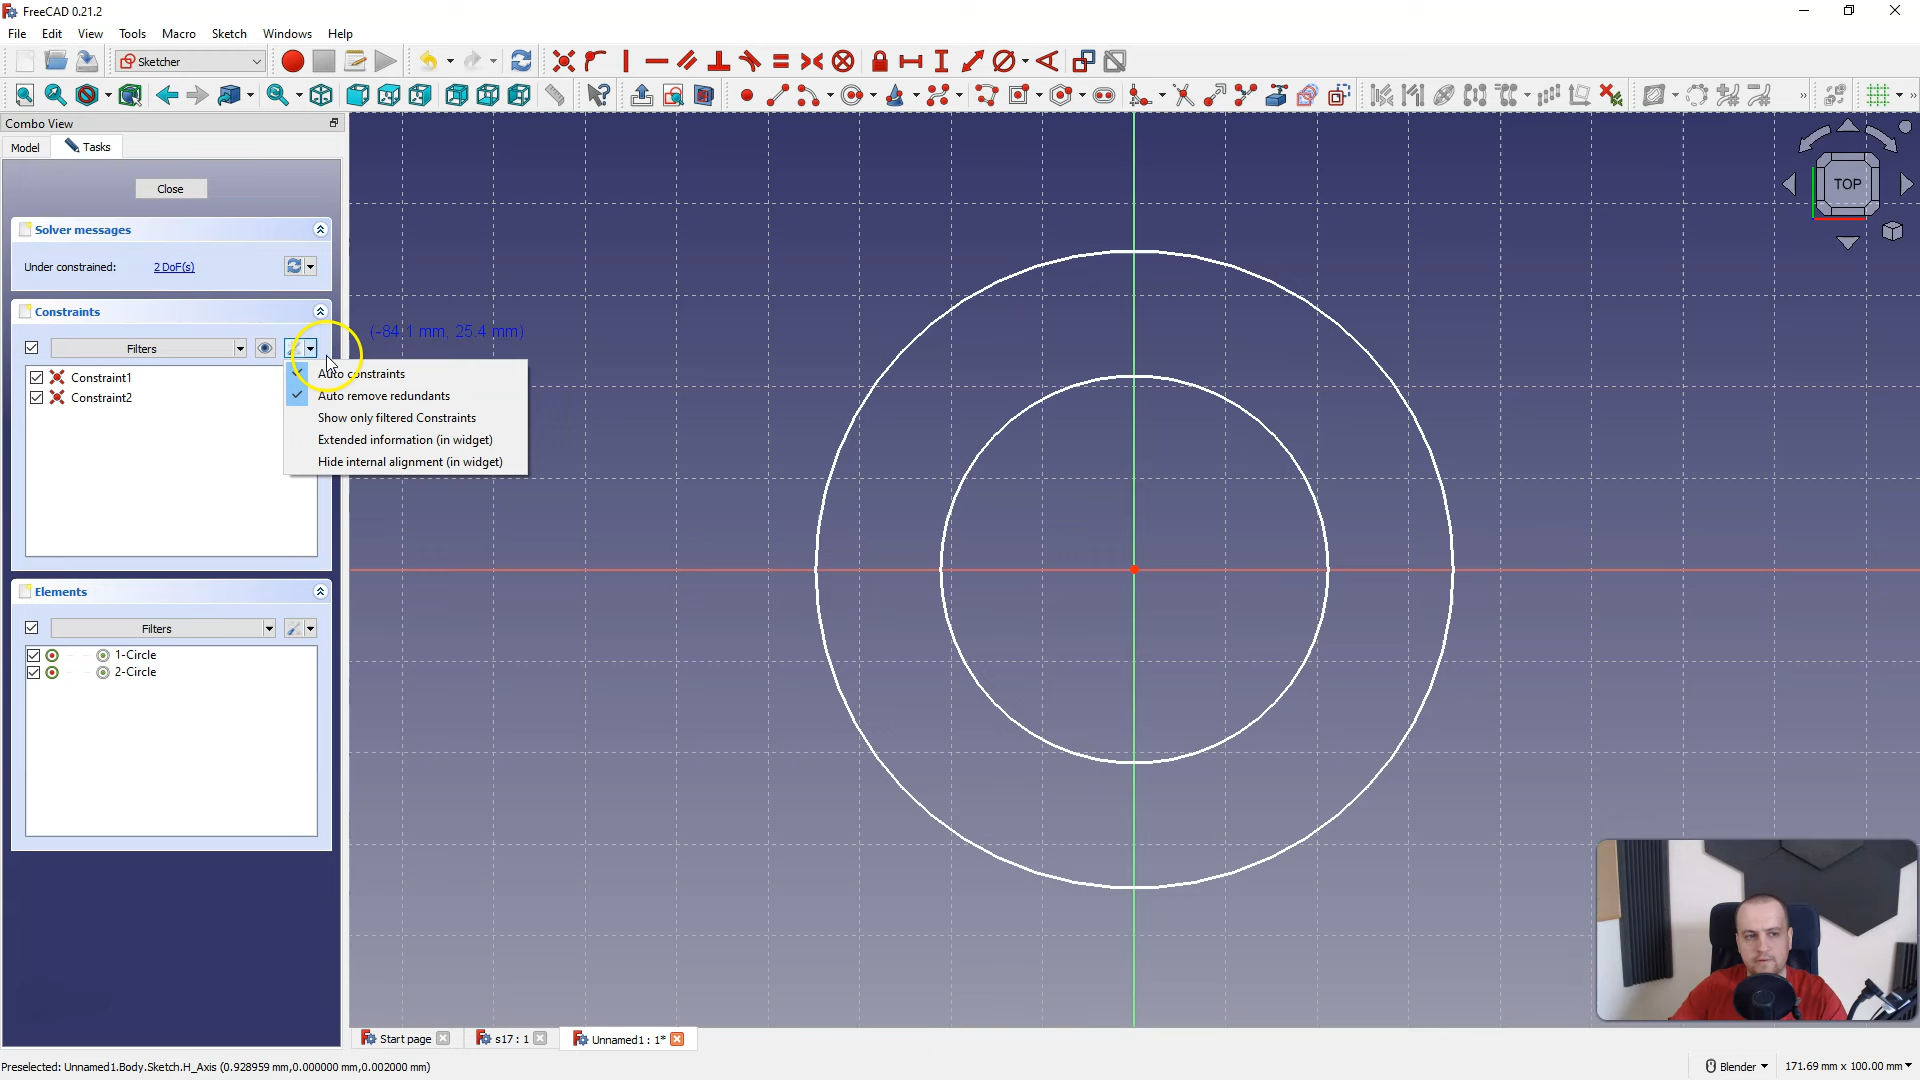 FreeCAD 0.21.2
File Edit View Tools Macro Sketch Windows Help
Sketcher
Combo View
Model Tasks
Close
Solver messages
Under constrained: 2 DoF(s)
Constraints
(-84.1 mm, 25.4 mm)
Filters
Constraint1
Constraint2
Auto constraints
Auto remove redundants
Show only filtered Constraints
Extended information (in widget)
Hide internal alignment (in widget)
Elements
Filters
1-Circle
2-Circle
TOP
Start page s17 : 1 Unnamed1 : 1*
Preselected: Unnamed1.Body.Sketch.H_Axis (0.928959 mm,0.000000 mm,0.002000 mm)
Blender 171.69 mm x 100.00 mm